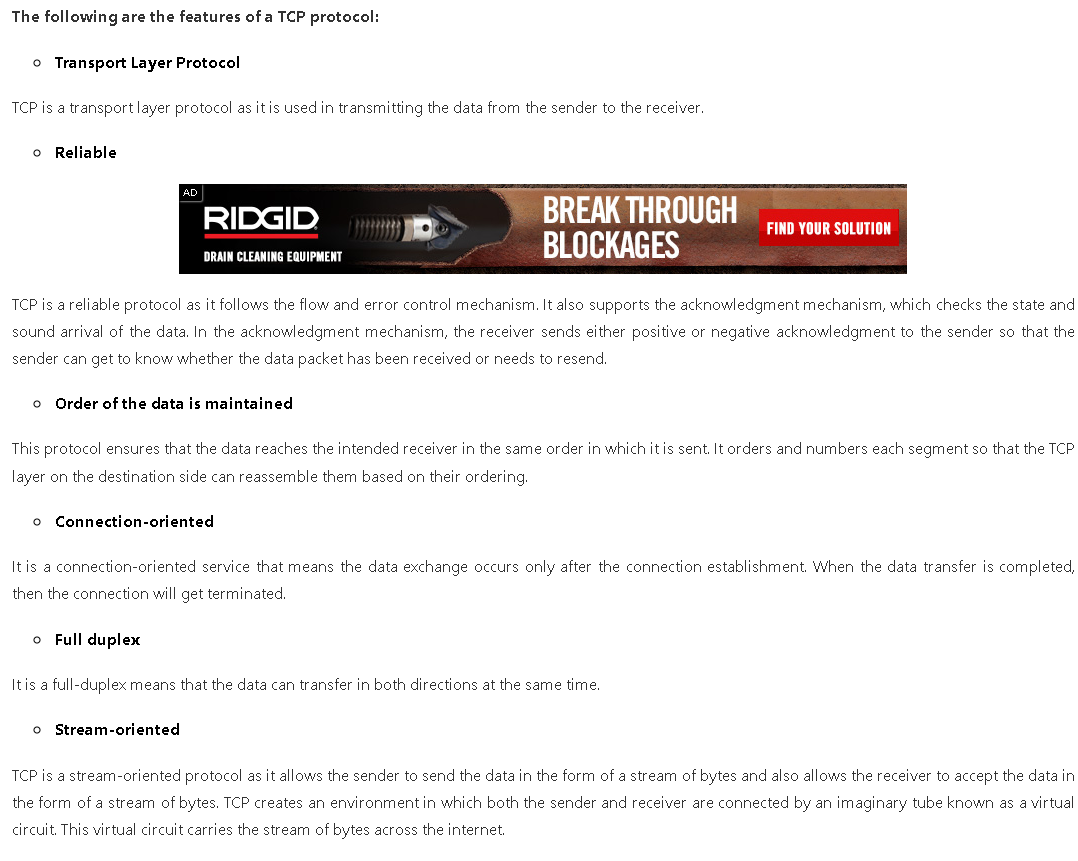 The following are the features of a TCP protocol:
Transport Layer Protocol
TCP is a transport layer protocol as it is used in transmitting the data from the sender to the receiver.
Reliable
AD
RIDGID
DRAIN CLEANING EQUIPMENT
BREAK THROUGH
BLOCKAGES
FIND YOUR SOLUTION
TCP is a reliable protocol as it follows the flow and error control mechanism. It also supports the acknowledgment mechanism, which checks the state and
sound arrival of the data. In the acknowledgment mechanism, the receiver sends either positive or negative acknowledgment to the sender so that the
sender can get to know whether the data packet has been received or needs to resend.
Order of the data is maintained
This protocol ensures that the data reaches the intended receiver in the same order in which it is sent. It orders and numbers each segment so that the TCP
layer on the destination side can reassemble them based on their ordering.
Connection-oriented
It is a connection-oriented service that means the data exchange occurs only after the connection establishment. When the data transfer is completed,
then the connection will get terminated.
Full duplex
It is a full-duplex means that the data can transfer in both directions at the same time.
Stream-oriented
TCP is a stream-oriented protocol as it allows the sender to send the data in the form of a stream of bytes and also allows the receiver to accept the data in
the form of a stream of bytes. TCP creates an environment in which both the sender and receiver are connected by an imaginary tube known as a virtual
circuit. This virtual circuit carries the stream of bytes across the internet.